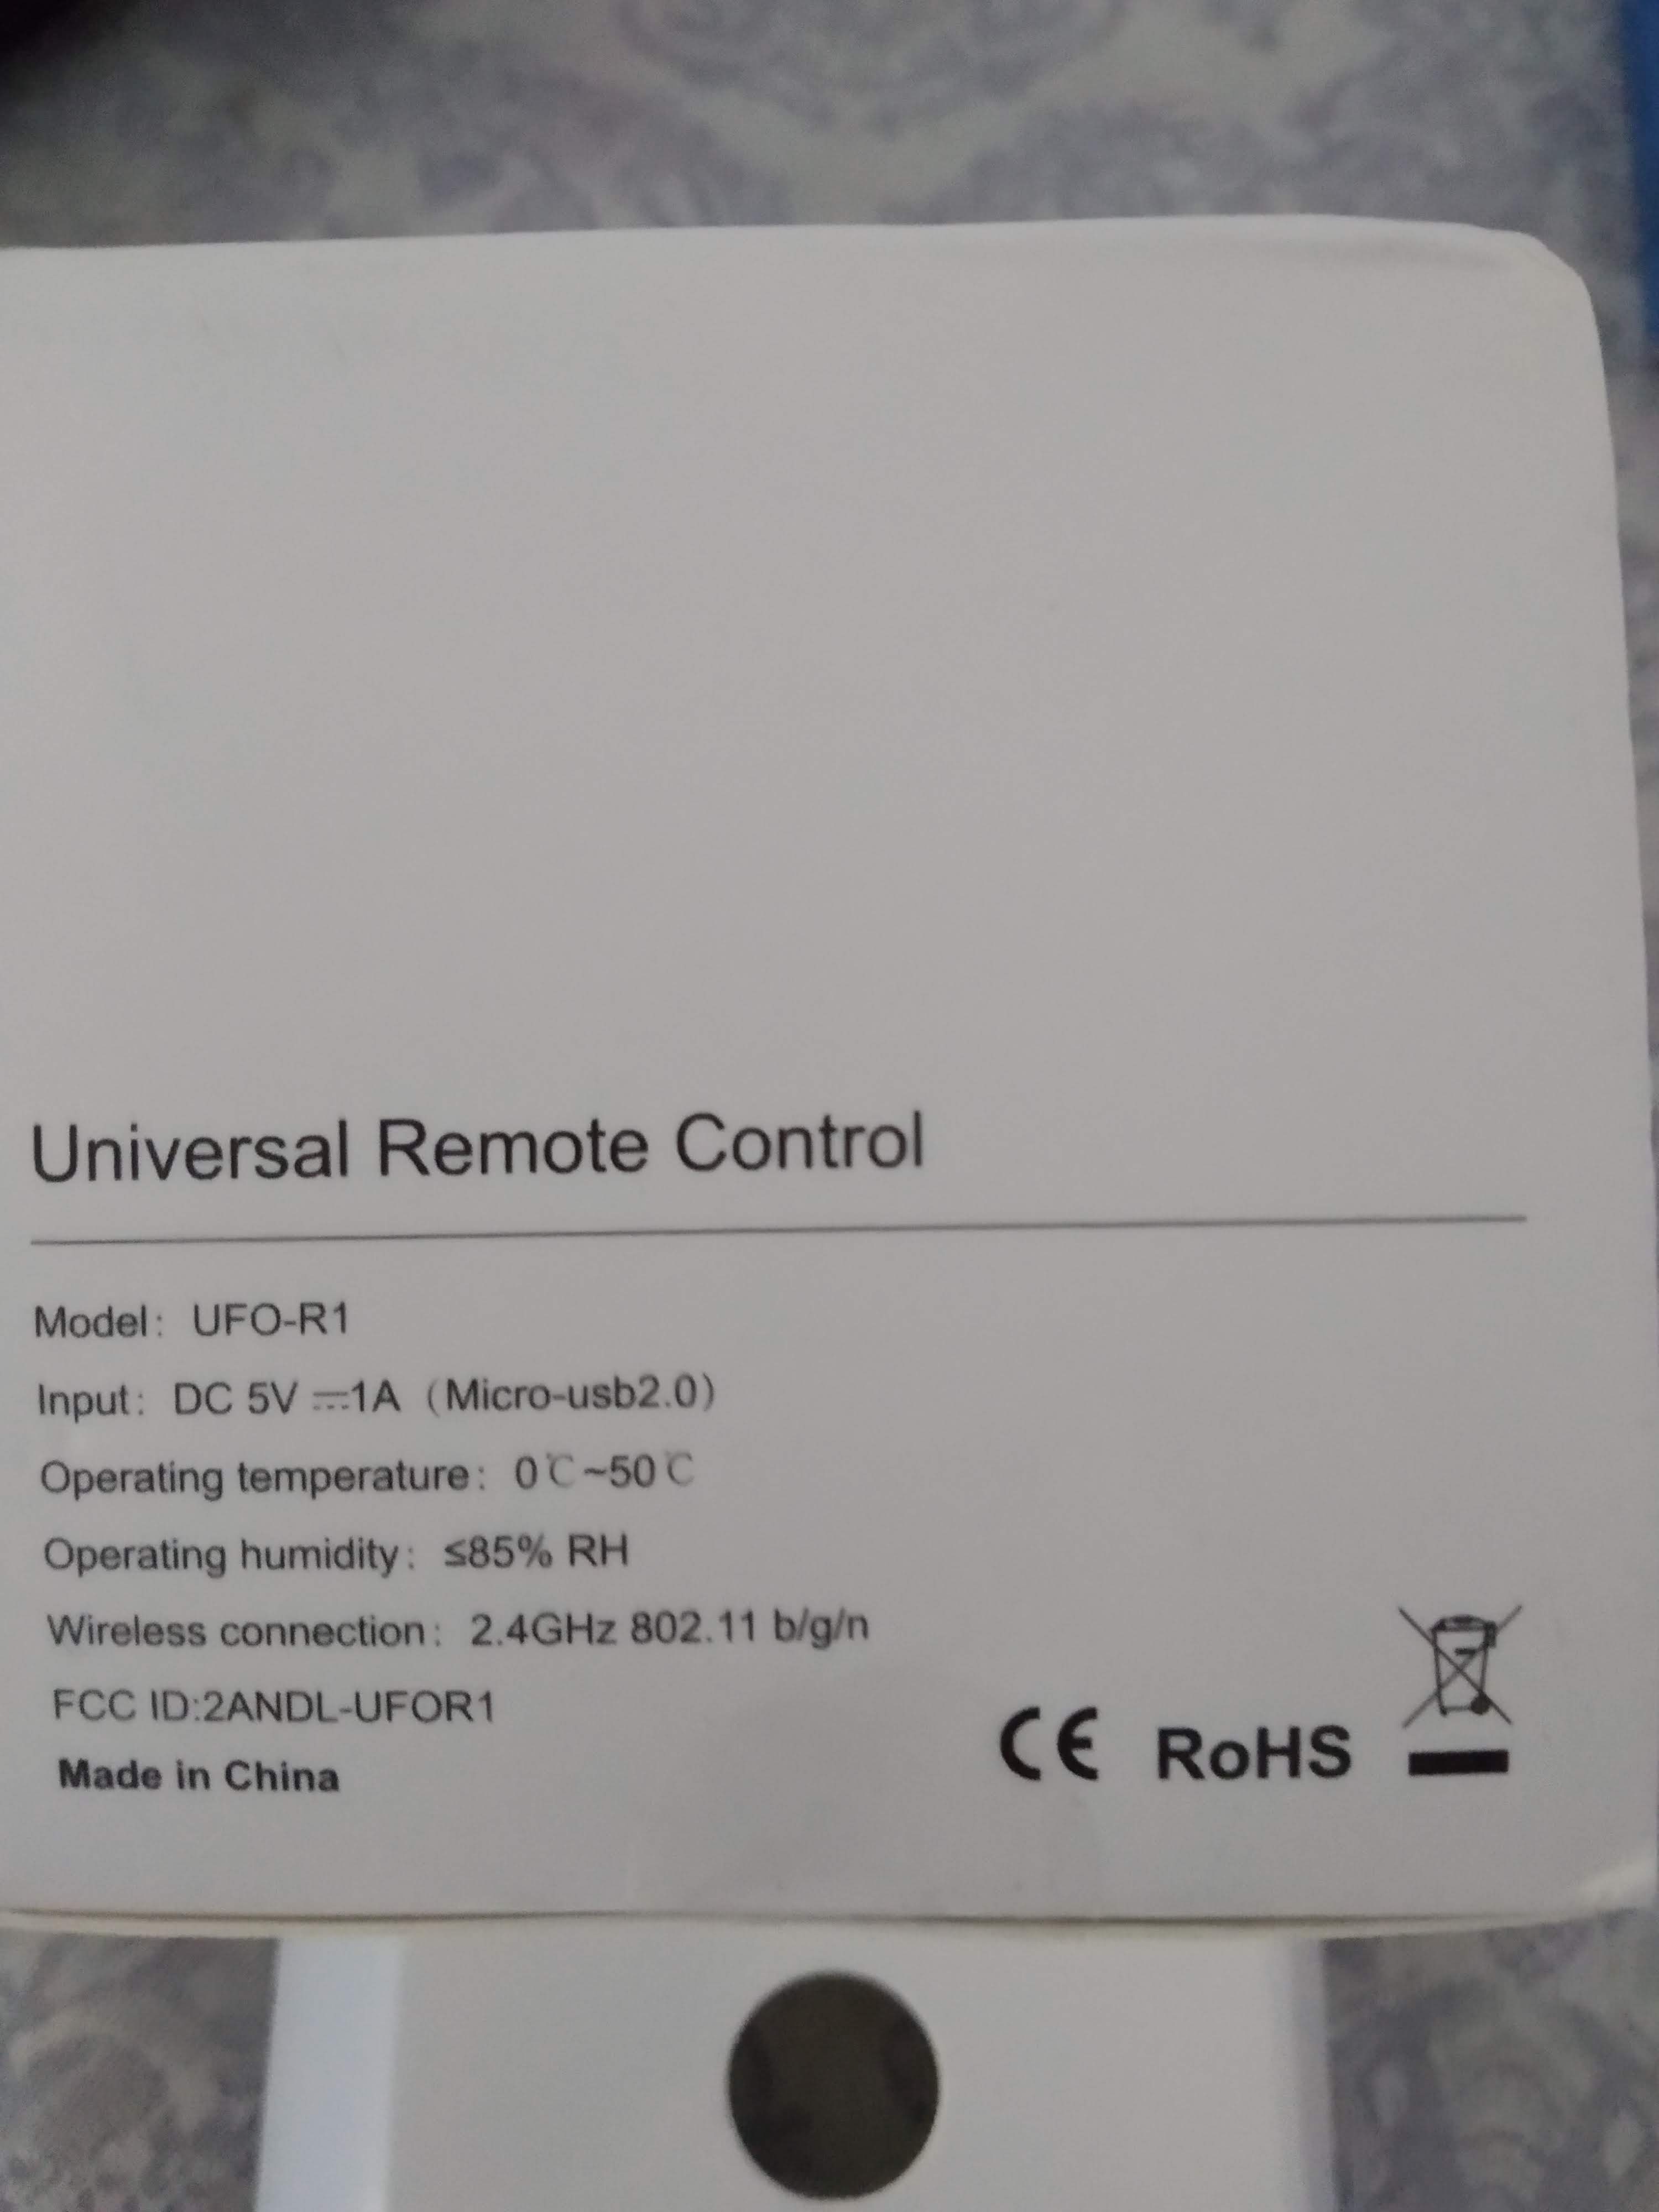 Universal Remote Control
Model: UFO-R1
Input: DC 5V ⎓1A (Micro-usb2.0)
Operating temperature: 0℃~50℃
Operating humidity: ≤85% RH
Wireless connection: 2.4GHz 802.11 b/g/n
FCC ID:2ANDL-UFOR1
Made in China
CE RoHS